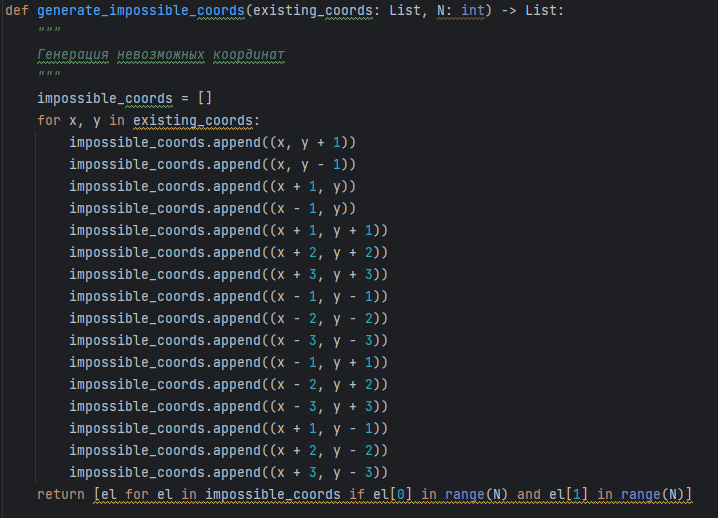 def generate_impossible_coords(existing_coords: List, N: int) -> List:
    """
    Генерация невозможных координат
    """
    impossible_coords = []
    for x, y in existing_coords:
        impossible_coords.append((x, y + 1))
        impossible_coords.append((x, y - 1))
        impossible_coords.append((x + 1, y))
        impossible_coords.append((x - 1, y))
        impossible_coords.append((x + 1, y + 1))
        impossible_coords.append((x + 2, y + 2))
        impossible_coords.append((x + 3, y + 3))
        impossible_coords.append((x - 1, y - 1))
        impossible_coords.append((x - 2, y - 2))
        impossible_coords.append((x - 3, y - 3))
        impossible_coords.append((x - 1, y + 1))
        impossible_coords.append((x - 2, y + 2))
        impossible_coords.append((x - 3, y + 3))
        impossible_coords.append((x + 1, y - 1))
        impossible_coords.append((x + 2, y - 2))
        impossible_coords.append((x + 3, y - 3))
    return [el for el in impossible_coords if el[0] in range(N) and el[1] in range(N)]